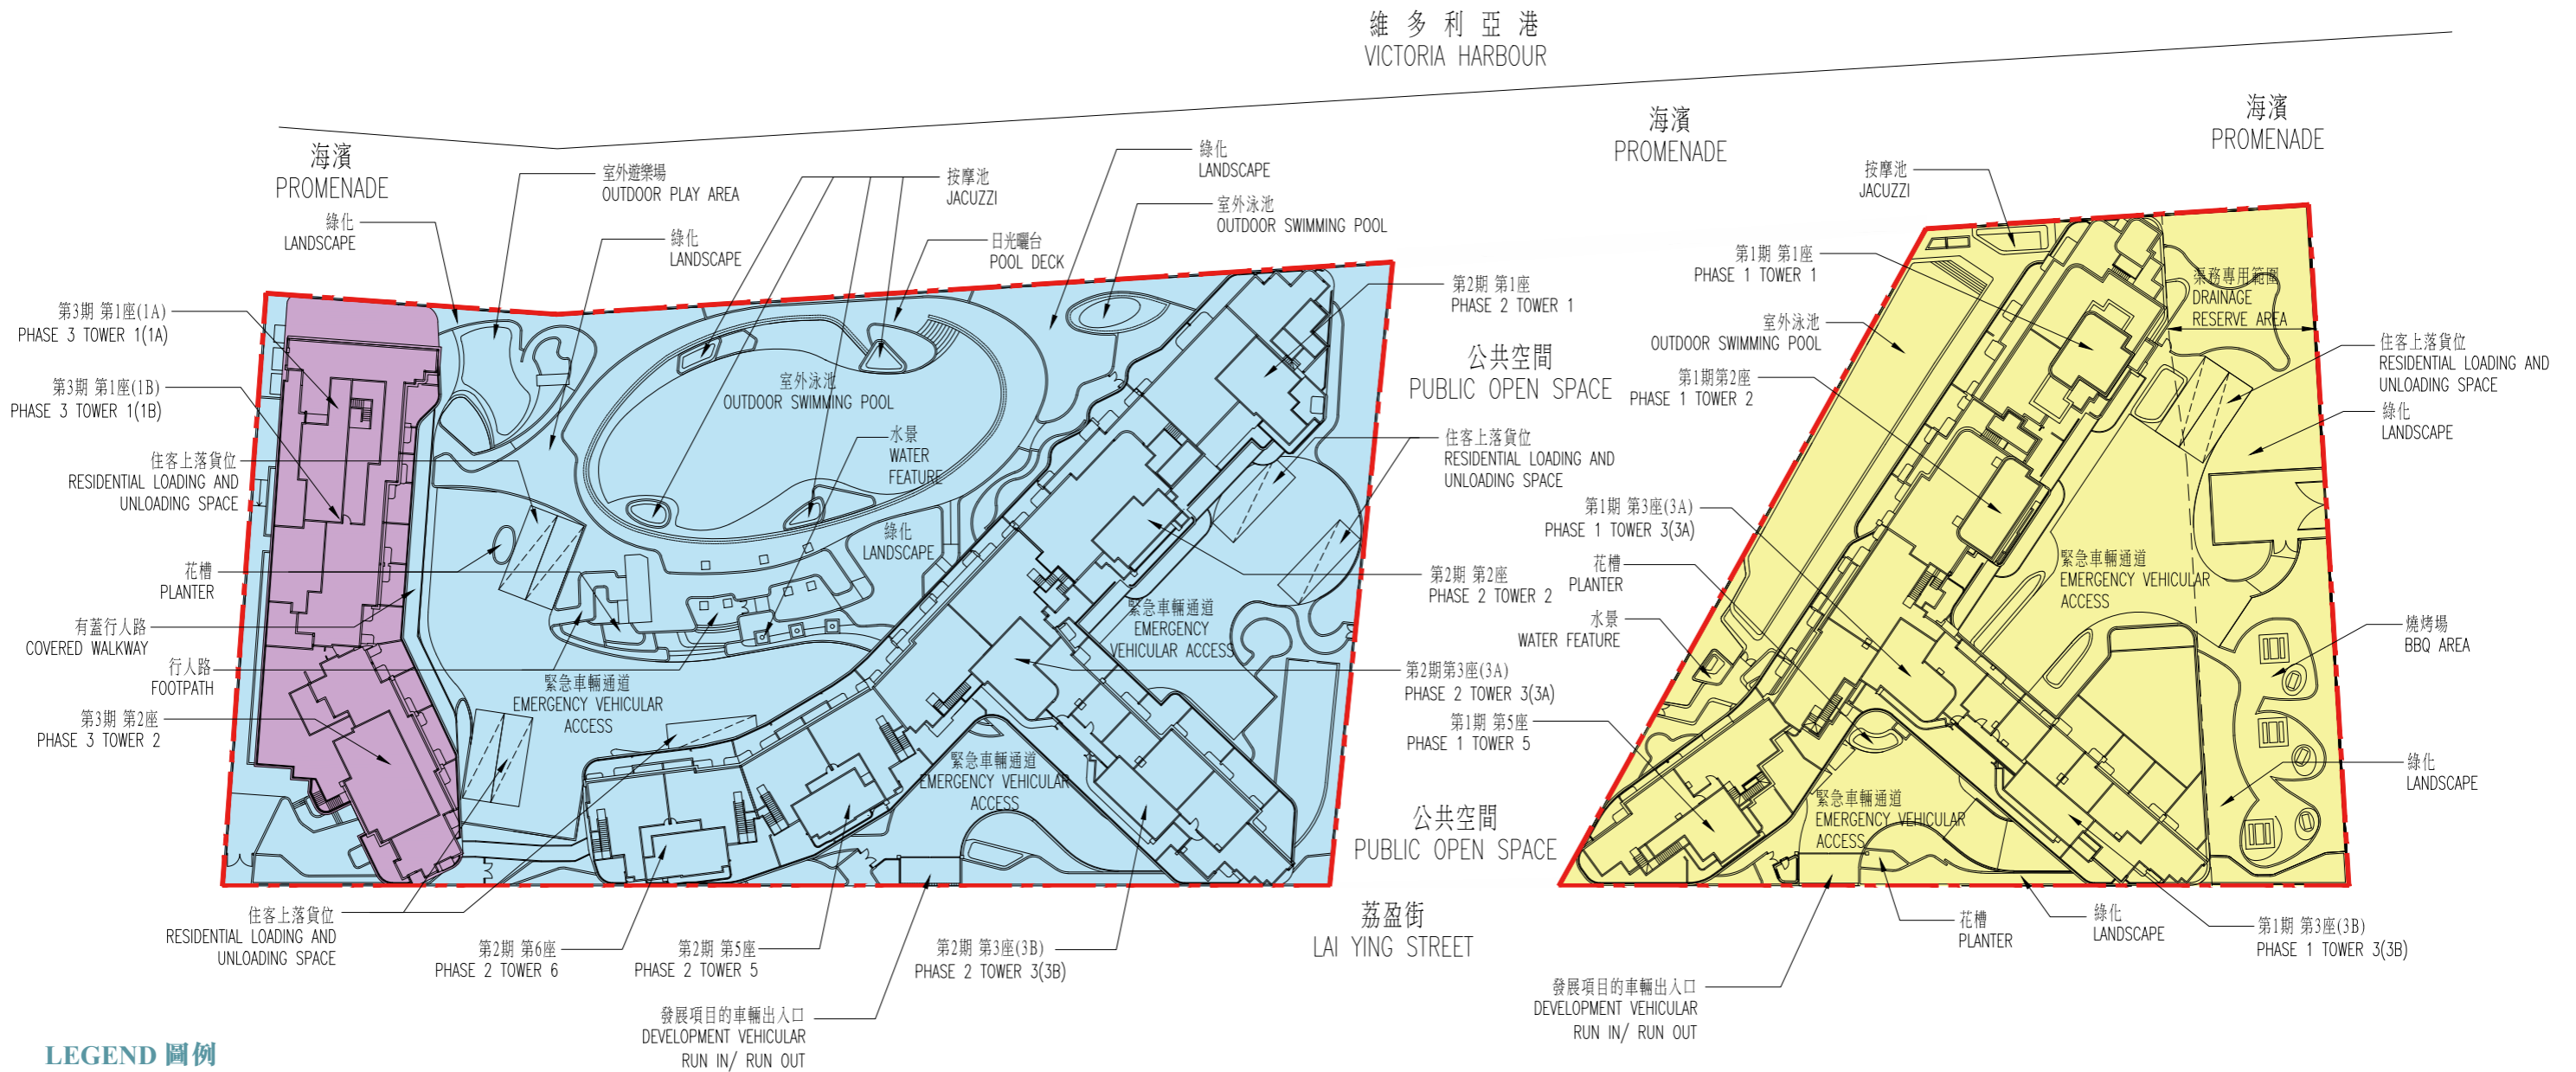 維多利亞港
VICTORIA HARBOUR
海濱
PROMENADE
海濱
PROMENADE
海濱
PROMENADE
室外遊樂場
OUTDOOR PLAY AREA
綠化
LANDSCAPE
綠化
LANDSCAPE
按摩池
JACUZZI
綠化
LANDSCAPE
室外泳池
OUTDOOR SWIMMING POOL
日光曬台
POOL DECK
第3期 第1座(1A)
PHASE 3 TOWER 1(1A)
第3期 第1座(1B)
PHASE 3 TOWER 1(1B)
住客上落貨位
RESIDENTIAL LOADING AND
UNLOADING SPACE
花槽
PLANTER
有蓋行人路
COVERED WALKWAY
行人路
FOOTPATH
第3期 第2座
PHASE 3 TOWER 2
室外泳池
OUTDOOR SWIMMING POOL
水景
WATER
FEATURE
綠化
LANDSCAPE
緊急車輛通道
EMERGENCY VEHICULAR
ACCESS
緊急車輛通道
EMERGENCY
VEHICULAR ACCESS
緊急車輛通道
EMERGENCY VEHICULAR
ACCESS
第2期 第1座
PHASE 2 TOWER 1
公共空間
PUBLIC OPEN SPACE
住客上落貨位
RESIDENTIAL LOADING AND
UNLOADING SPACE
第2期 第2座
PHASE 2 TOWER 2
第2期第3座(3A)
PHASE 2 TOWER 3(3A)
公共空間
PUBLIC OPEN SPACE
荔盈街
LAI YING STREET
住客上落貨位
RESIDENTIAL LOADING AND
UNLOADING SPACE
第2期 第6座
PHASE 2 TOWER 6
第2期 第5座
PHASE 2 TOWER 5
第2期 第3座(3B)
PHASE 2 TOWER 3(3B)
發展項目的車輛出入口
DEVELOPMENT VEHICULAR
RUN IN/ RUN OUT
按摩池
JACUZZI
第1期 第1座
PHASE 1 TOWER 1
室外泳池
OUTDOOR SWIMMING POOL
第1期第2座
PHASE 1 TOWER 2
第1期 第3座(3A)
PHASE 1 TOWER 3(3A)
花槽
PLANTER
水景
WATER FEATURE
第1期 第5座
PHASE 1 TOWER 5
渠務專用範圍
DRAINAGE
RESERVE AREA
住客上落貨位
RESIDENTIAL LOADING AND
UNLOADING SPACE
綠化
LANDSCAPE
緊急車輛通道
EMERGENCY VEHICULAR
ACCESS
燒烤場
BBQ AREA
綠化
LANDSCAPE
緊急車輛通道
EMERGENCY VEHICULAR
ACCESS
花槽
PLANTER
綠化
LANDSCAPE
第1期 第3座(3B)
PHASE 1 TOWER 3(3B)
發展項目的車輛出入口
DEVELOPMENT VEHICULAR
RUN IN/ RUN OUT
LEGEND 圖例